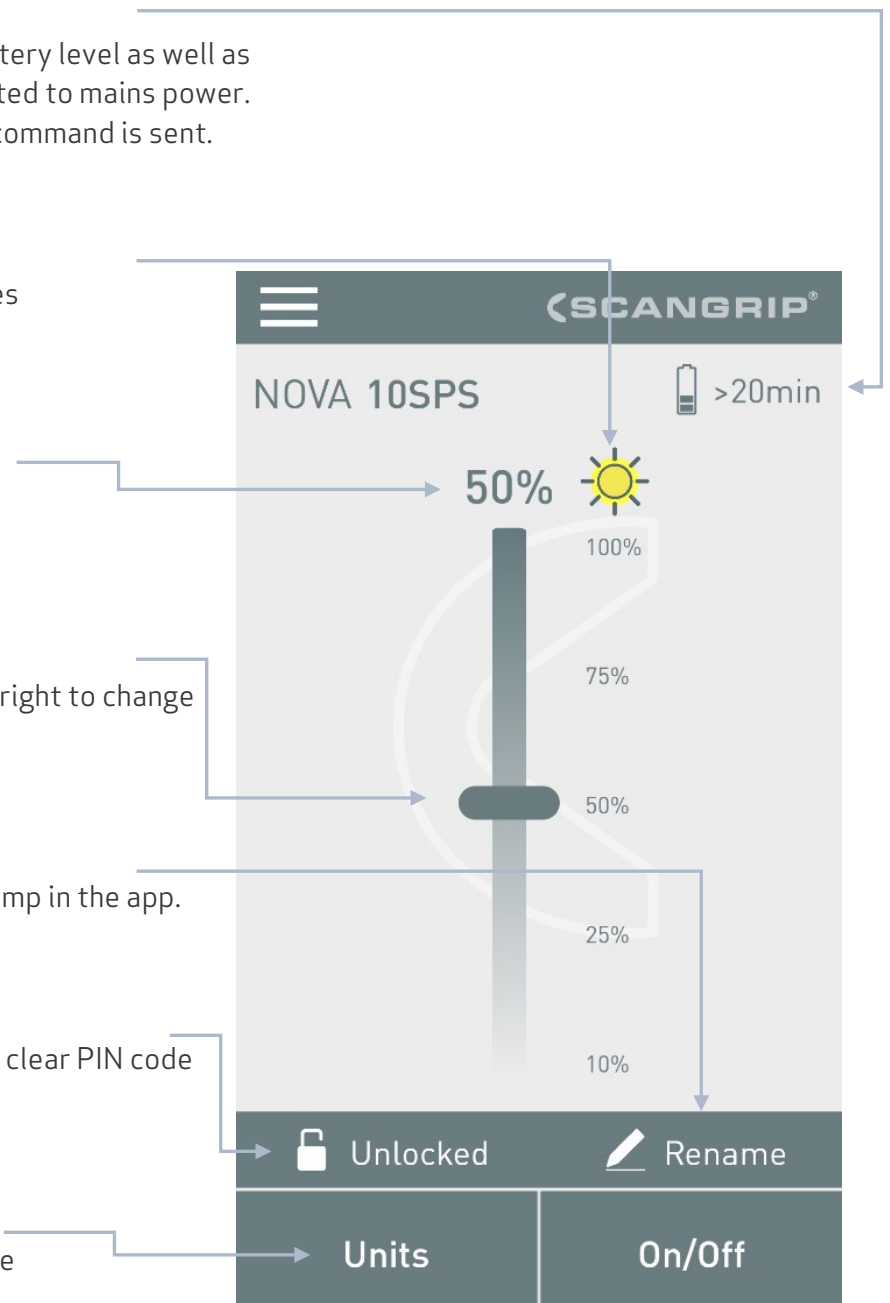 tery level as well as
ted to mains power.
command is sent.
es
right to change
mp in the app.
clear PIN code
e
SCANGRIP®
NOVA 10SPS
>20min
50%
100%
75%
50%
25%
10%
Unlocked
Rename
Units
On/Off